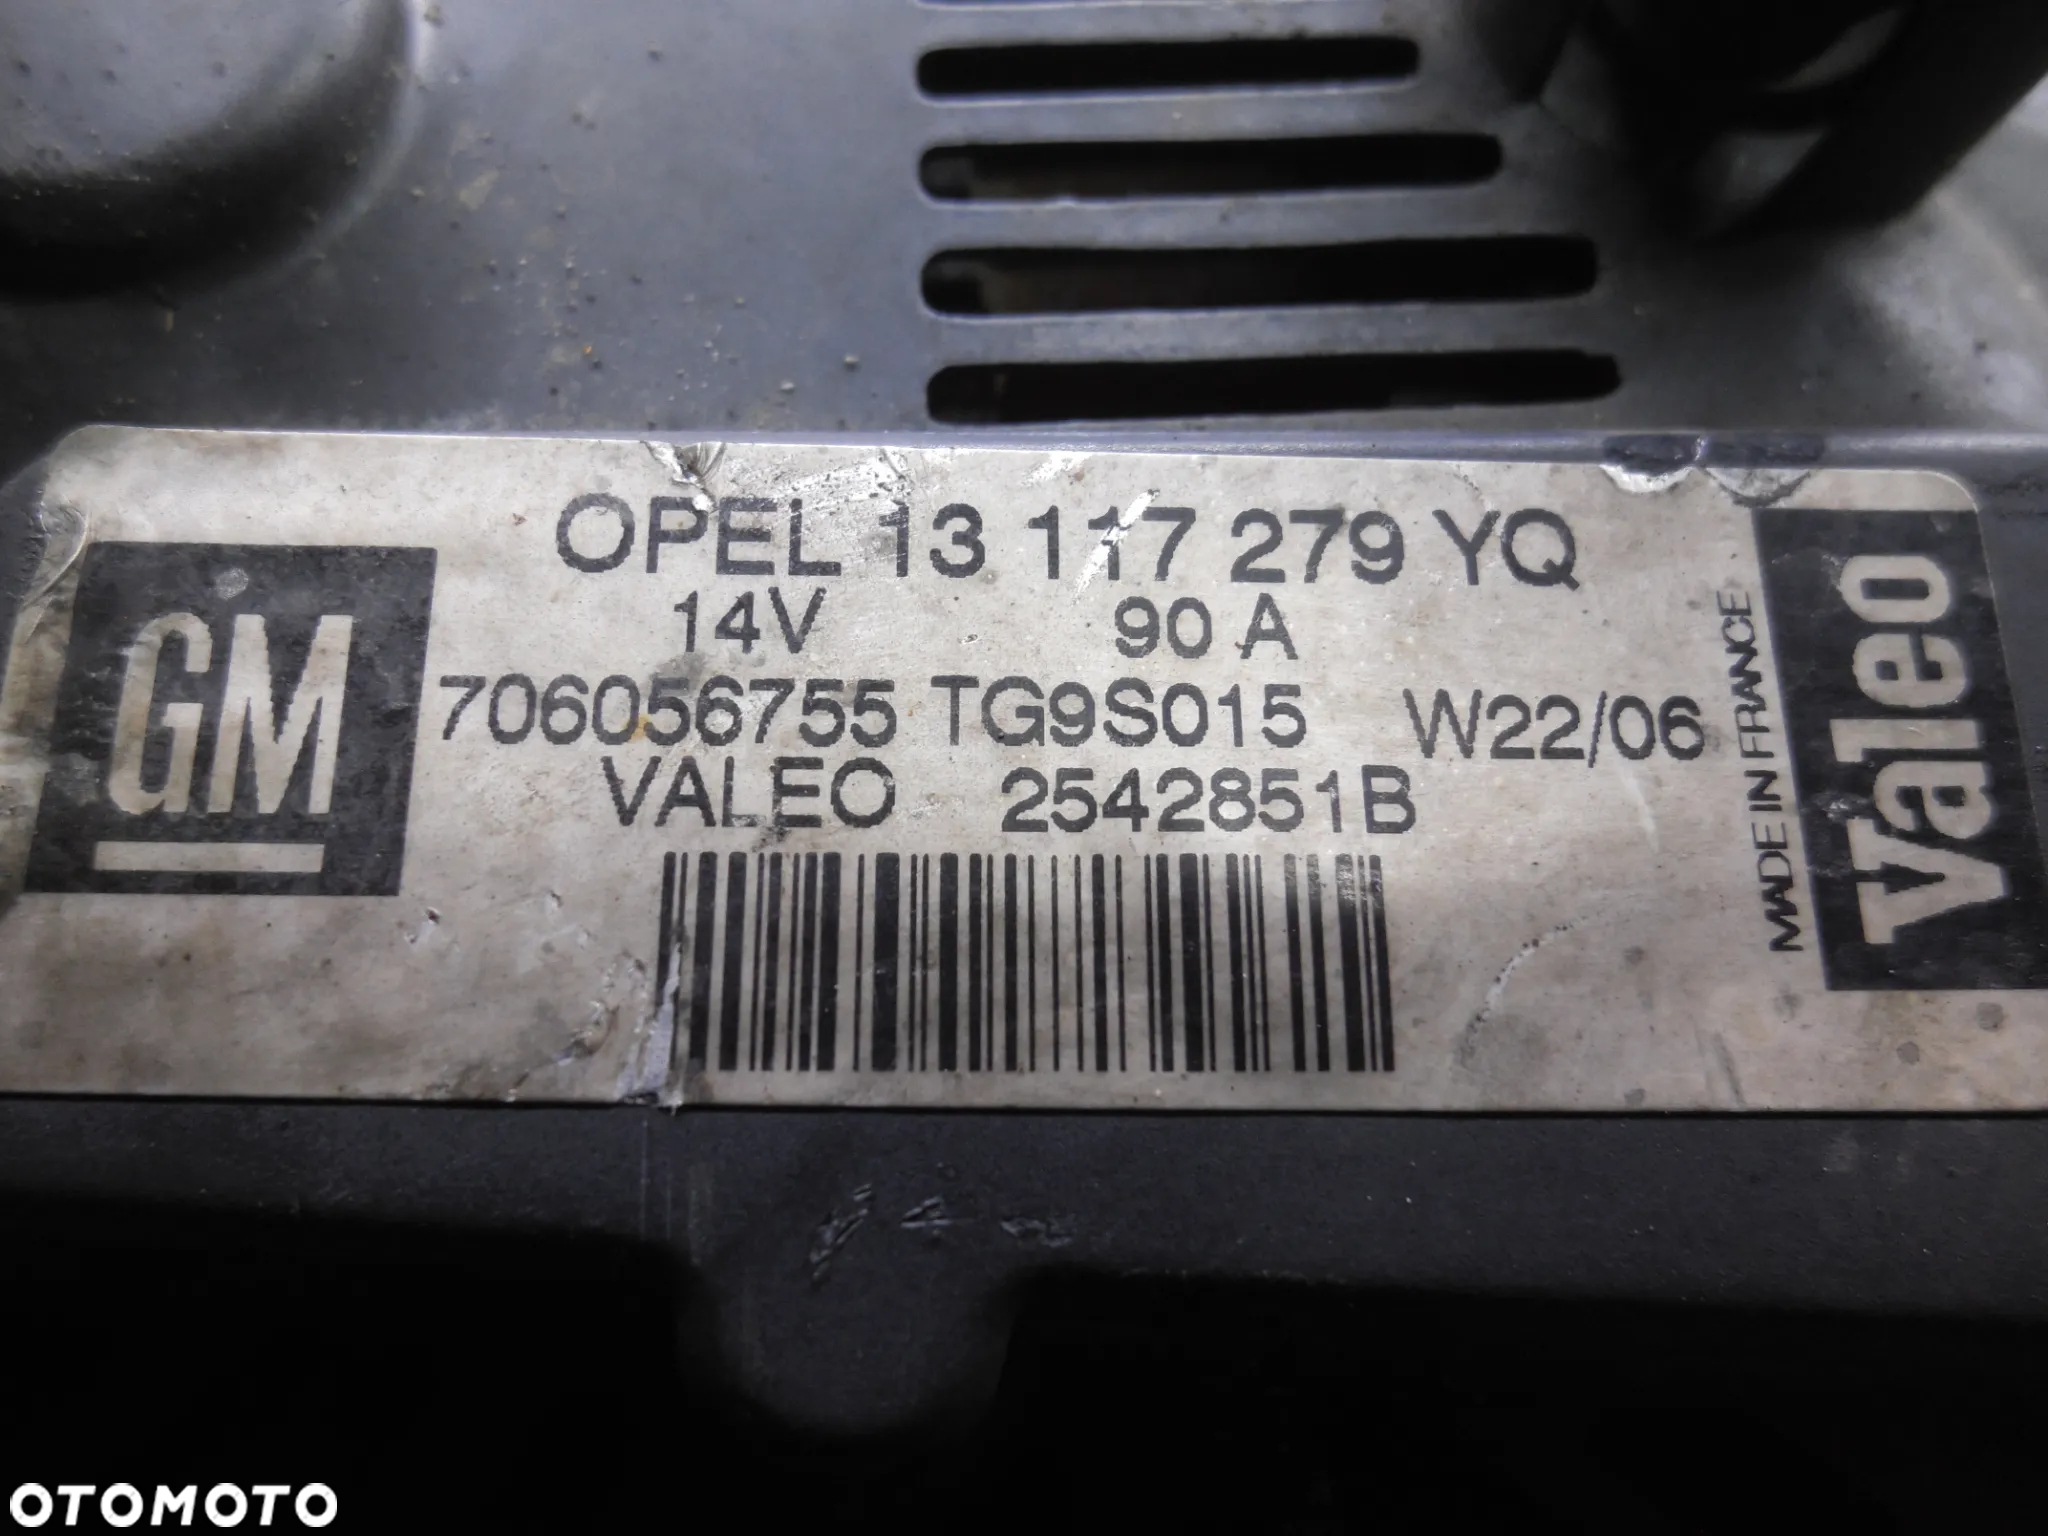 OPEL 13 117 279 YQ
14V 90 A
706056755 TG9S015 W22/06
VALEO 2542851B
GM
MADE IN FRANCE
Valeo
OTOMOTO